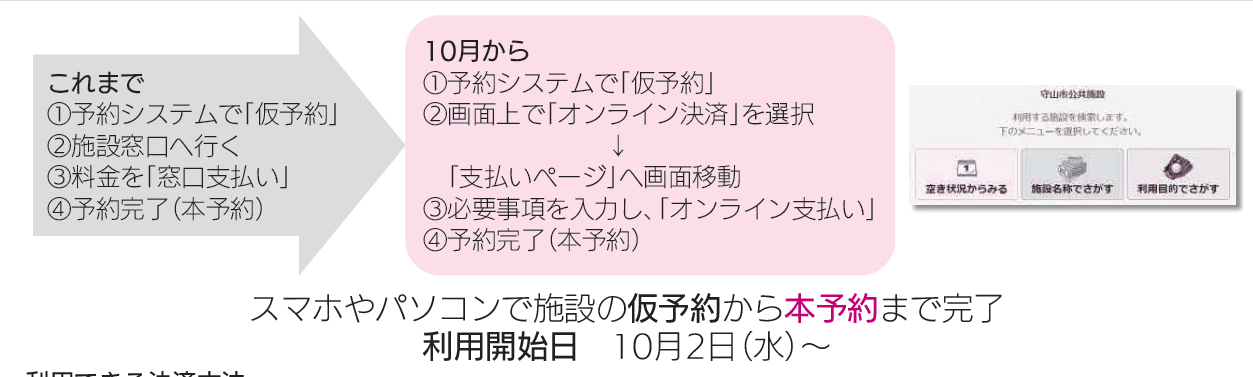 これまで
①予約システムで「仮予約」
②施設窓口へ行く
③料金を「窓口支払い」
④予約完了(本予約)
10月から
①予約システムで「仮予約」
②画面上で「オンライン決済」を選択
↓
「支払いページ」へ画面移動
③必要事項を入力し、「オンライン支払い」
④予約完了(本予約)
守山市公共施設
利用する施設を検索します。
下のメニューを選択してください。
1
空き状況からみる
施設名称でさがす
利用目的でさがす
スマホやパソコンで施設の仮予約から本予約まで完了
利用開始日 10月2日(水)~
利用できる決済方法